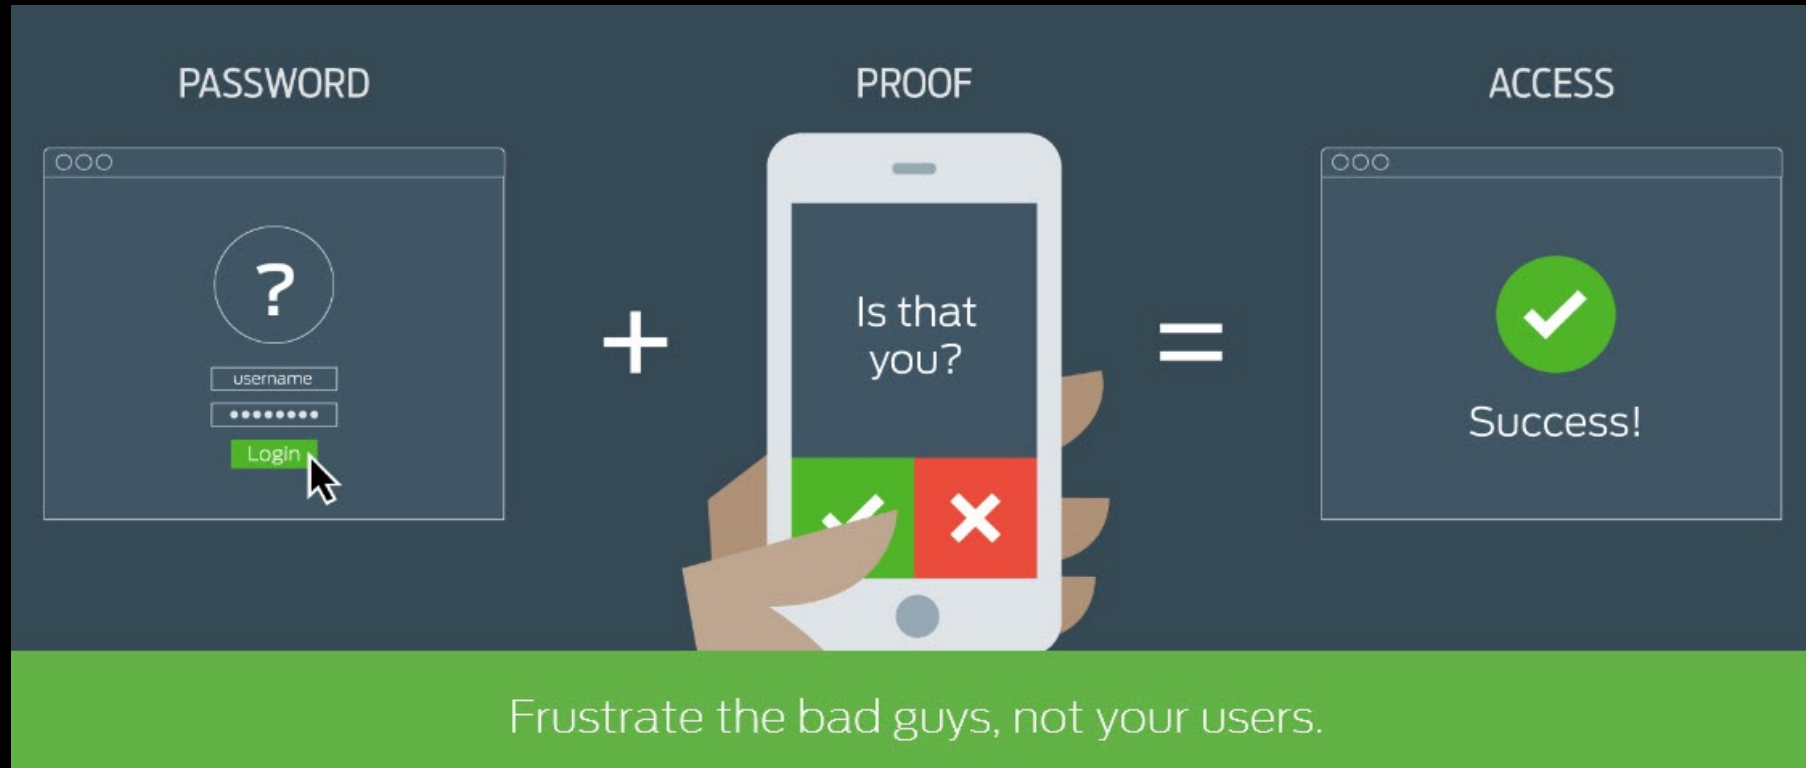 PASSWORD
PROOF
ACCESS
?
username
Login
+
Is that
you?
=
Success!
Frustrate the bad guys, not your users.